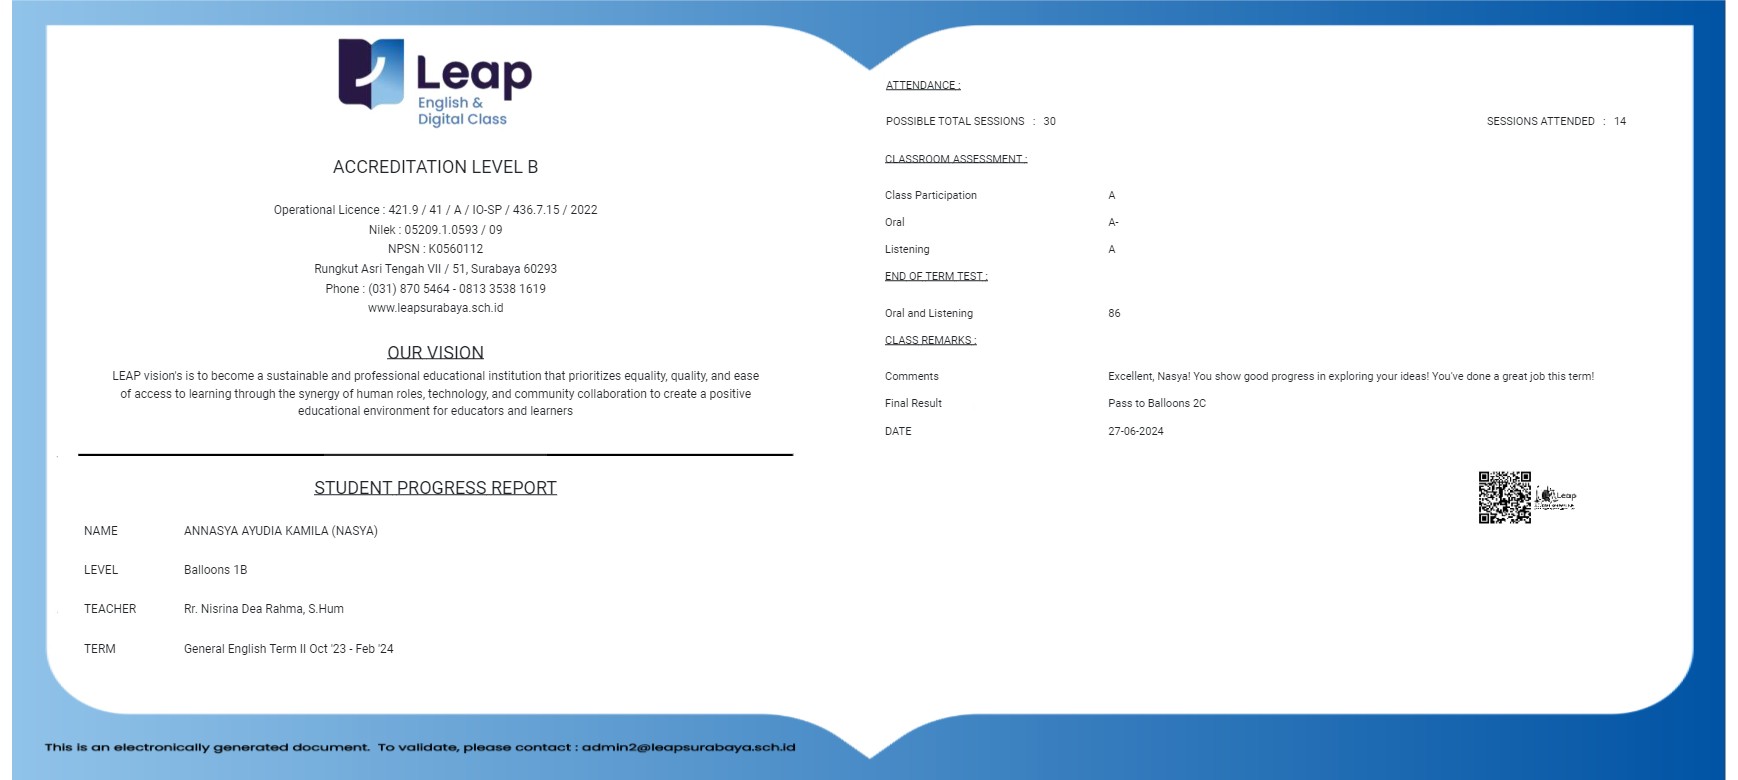 Leap
English &
Digital Class
ACCREDITATION LEVEL B
Operational Licence : 421.9 / 41 / A / IO-SP / 436.7.15 / 2022
Nilek : 05209.1.0593 / 09
NPSN : K0560112
Rungkut Asri Tengah VII / 51, Surabaya 60293
Phone : (031) 870 5464 - 0813 3538 1619
www.leapsurabaya.sch.id
OUR VISION
LEAP vision's is to become a sustainable and professional educational institution that prioritizes equality, quality, and ease
of access to learning through the synergy of human roles, technology, and community collaboration to create a positive
educational environment for educators and learners
STUDENT PROGRESS REPORT
NAME ANNASYA AYUDIA KAMILA (NASYA)
LEVEL Balloons 1B
TEACHER Rr. Nisrina Dea Rahma, S.Hum
TERM General English Term II Oct '23 - Feb '24
ATTENDANCE :
POSSIBLE TOTAL SESSIONS : 30 SESSIONS ATTENDED : 14
CLASSROOM ASSESSMENT :
Class Participation A
Oral A-
Listening A
END OF TERM TEST :
Oral and Listening 86
CLASS REMARKS :
Comments Excellent, Nasya! You show good progress in exploring your ideas! You've done a great job this term!
Final Result Pass to Balloons 2C
DATE 27-06-2024
Leap
This is an electronically generated document. To validate, please contact : admin2@leapsurabaya.sch.id